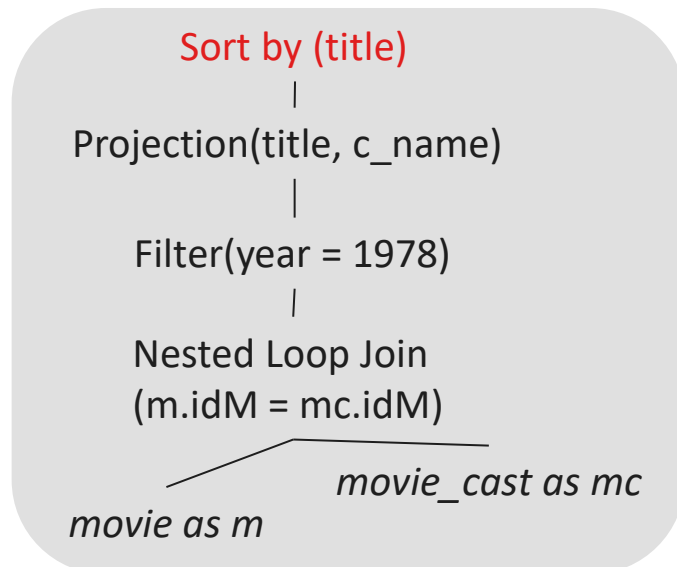 Sort by (title)
Projection(title, c_name)
Filter(year = 1978)
Nested Loop Join
(m.idM = mc.idM)
movie_cast as mc
movie as m